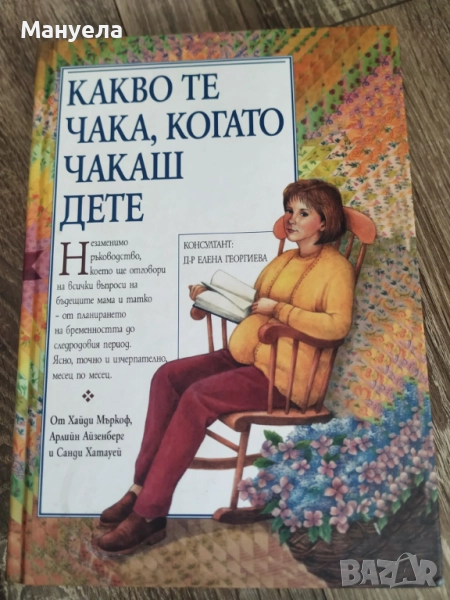 Мануела
КАКВО ТЕ
ЧАКА, КОГАТО
ЧАКАШ
ДЕТЕ
Незаменимо
ръководство,
което ще отговори
на всички въпроси на
бъдещите мама и татко
- от планирането
на бременността до
следродовия период.
Ясно, точно и изчерпателно,
месец по месец.
От Хайди Мъркоф,
Арлийн Айзенберг
и Санди Хатауей
КОНСУЛТАНТ:
Д-Р ЕЛЕНА ГЕОРГИЕВА
BAZAR